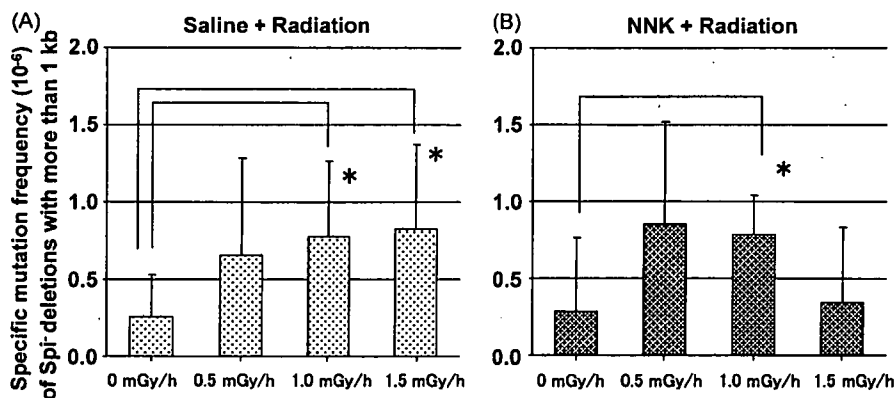 (A)
Saline + Radiation
Specific mutation frequency (10-6)
of Spi- deletions with more than 1 kb
2.0
1.5
1.0
0.5
0.0
*
*
0 mGy/h 0.5 mGy/h 1.0 mGy/h 1.5 mGy/h
(B)
NNK + Radiation
2.0
1.5
1.0
0.5
0.0
*
0 mGy/h 0.5 mGy/h 1.0 mGy/h 1.5 mGy/h